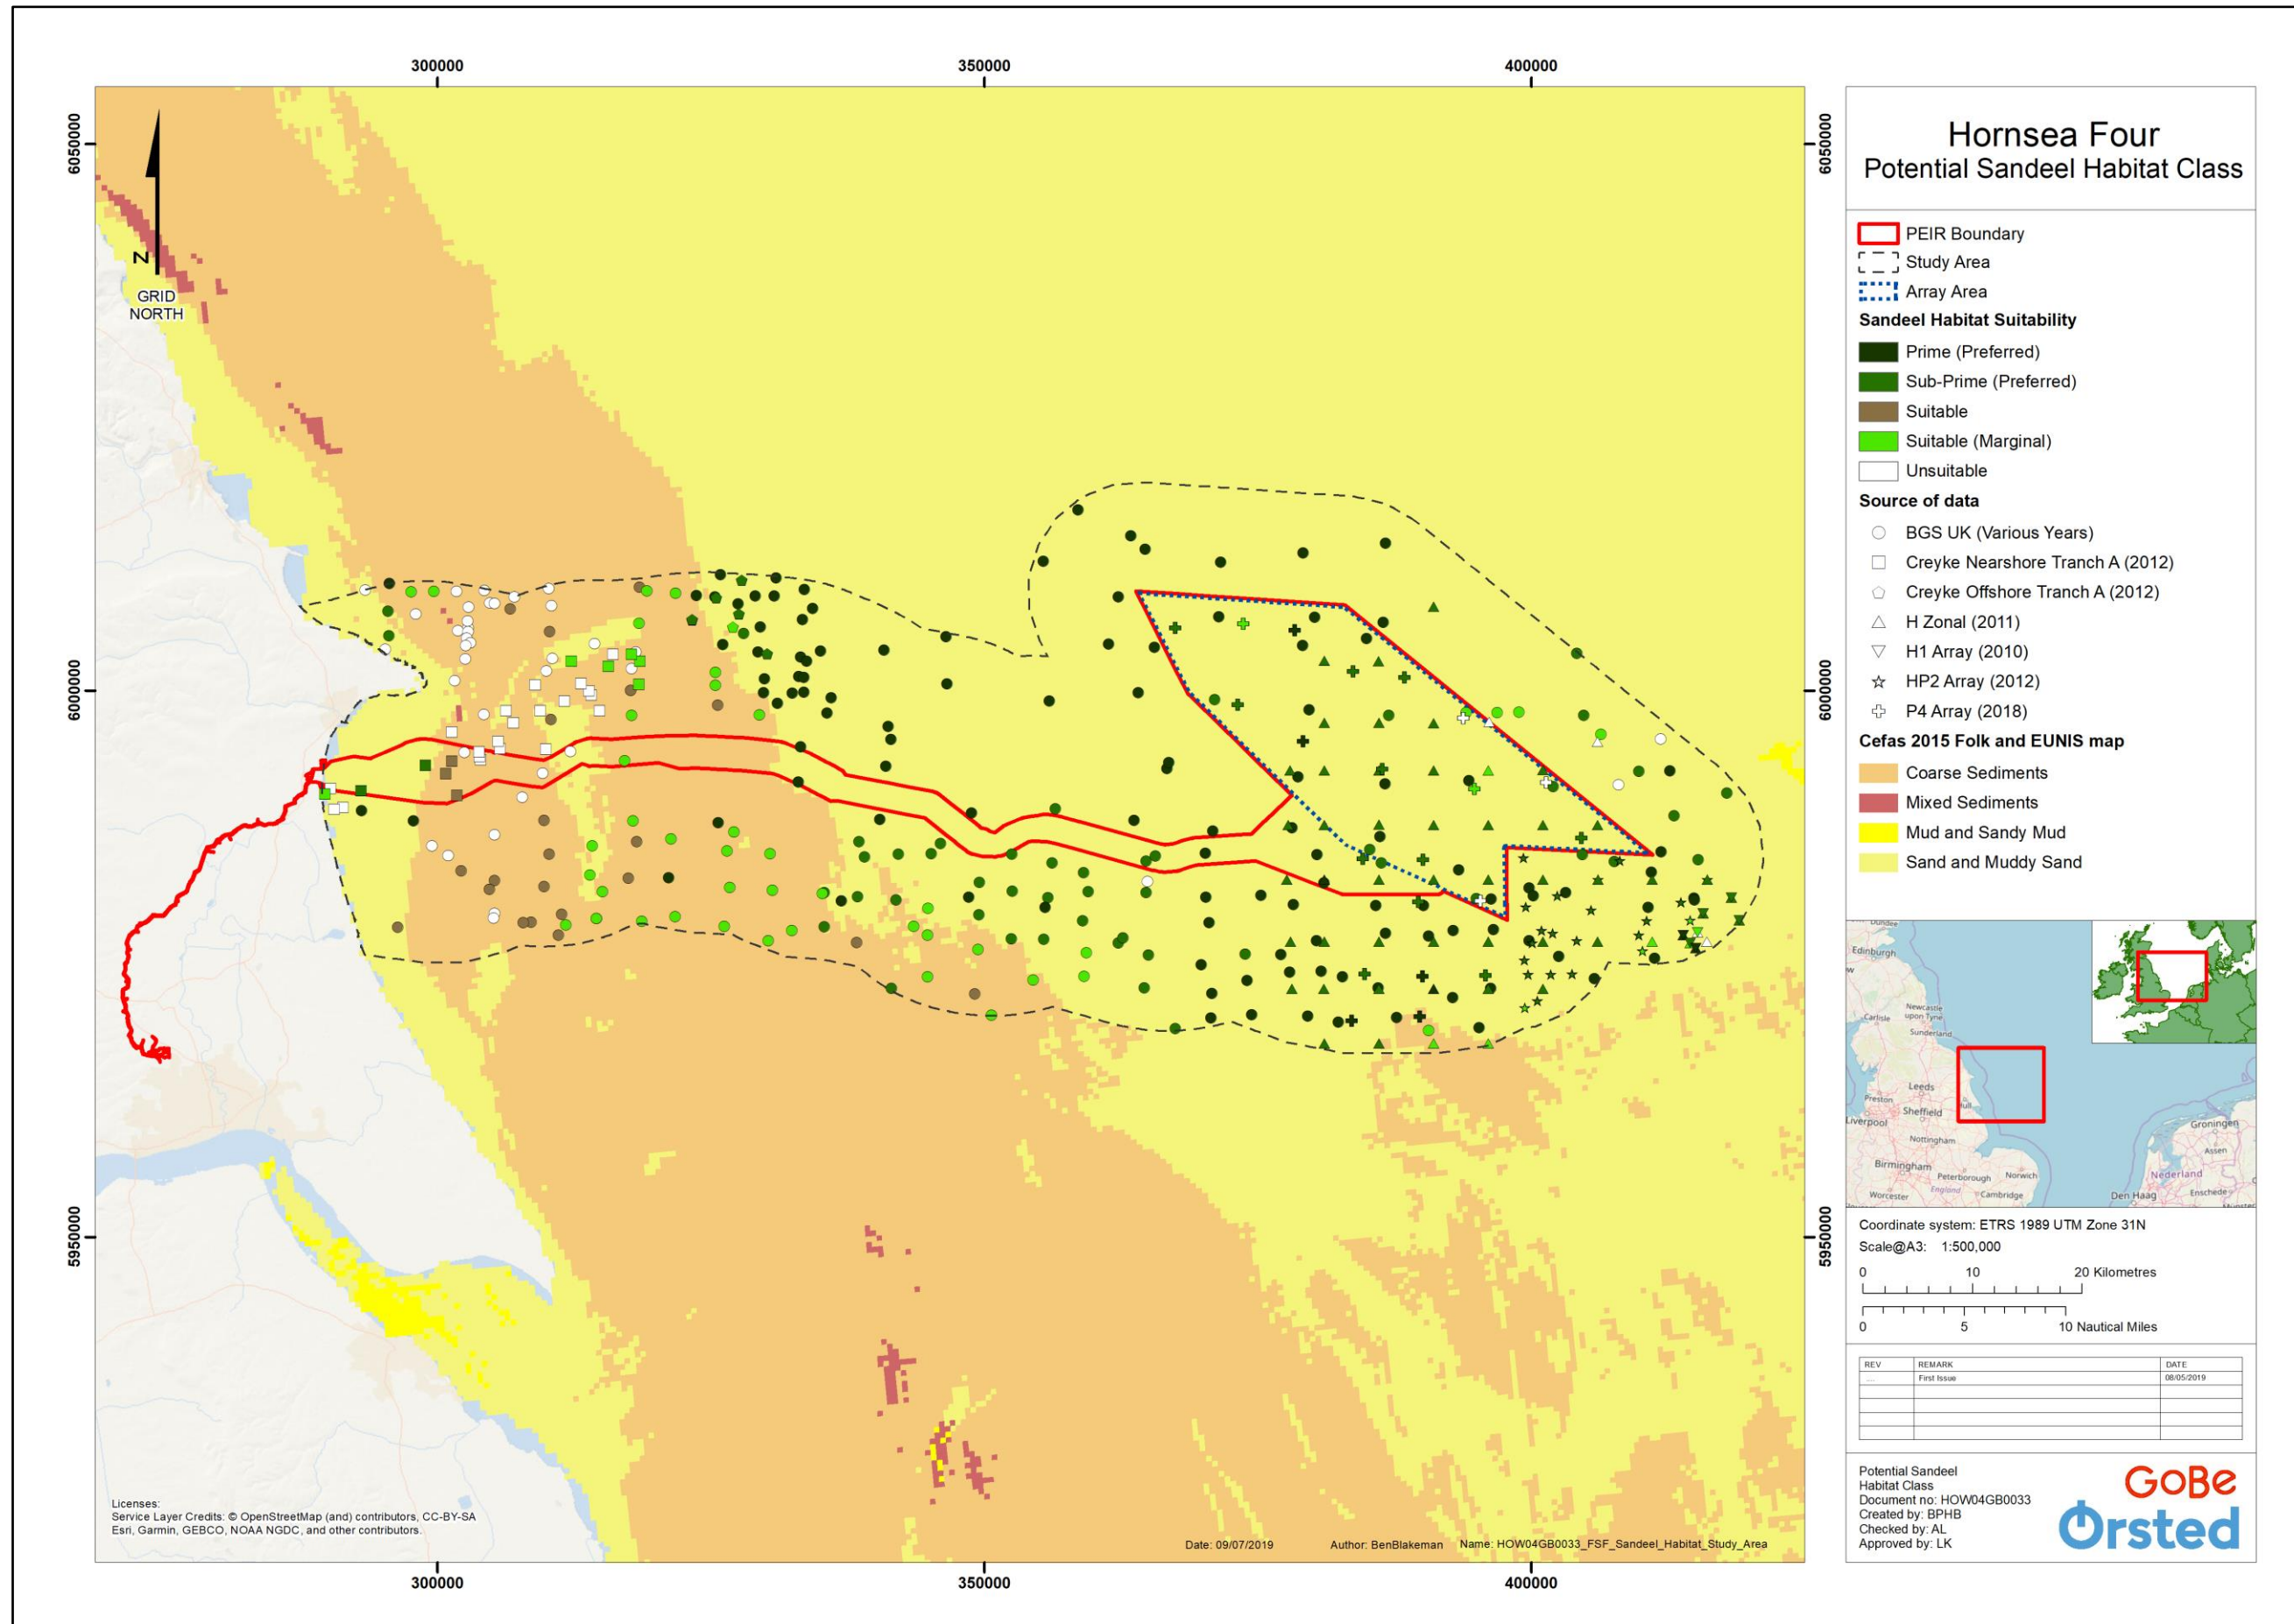 300000
350000
400000
6050000
6000000
5950000
6050000
6000000
5950000
300000
350000
400000
N
GRID
NORTH
Licenses:
Service Layer Credits: © OpenStreetMap (and) contributors, CC-BY-SA
Esri, Garmin, GEBCO, NOAA NGDC, and other contributors.
Date: 09/07/2019 Author: BenBlakeman Name: HOW04GB0033_FSF_Sandeel_Habitat_Study_Area
Hornsea Four
Potential Sandeel Habitat Class
PEIR Boundary
Study Area
Array Area
Sandeel Habitat Suitability
Prime (Preferred)
Sub-Prime (Preferred)
Suitable
Suitable (Marginal)
Unsuitable
Source of data
BGS UK (Various Years)
Creyke Nearshore Tranch A (2012)
Creyke Offshore Tranch A (2012)
H Zonal (2011)
H1 Array (2010)
HP2 Array (2012)
P4 Array (2018)
Cefas 2015 Folk and EUNIS map
Coarse Sediments
Mixed Sediments
Mud and Sandy Mud
Sand and Muddy Sand
Dundee
Edinburgh
Newcastle
upon Tyne
Carlisle
Sunderland
Leeds
Preston
Hull
Sheffield
Liverpool
Nottingham
Birmingham
Peterborough
Norwich
England
Worcester
Cambridge
Groningen
Assen
Nederland
Den Haag
Enschede
Coordinate system: ETRS 1989 UTM Zone 31N
Scale@A3: 1:500,000
0 10 20 Kilometres
0 5 10 Nautical Miles
REV REMARK DATE
... First Issue 08/05/2019
Potential Sandeel
Habitat Class
Document no: HOW04GB0033
Created by: BPHB
Checked by: AL
Approved by: LK
GoBe
Ørsted